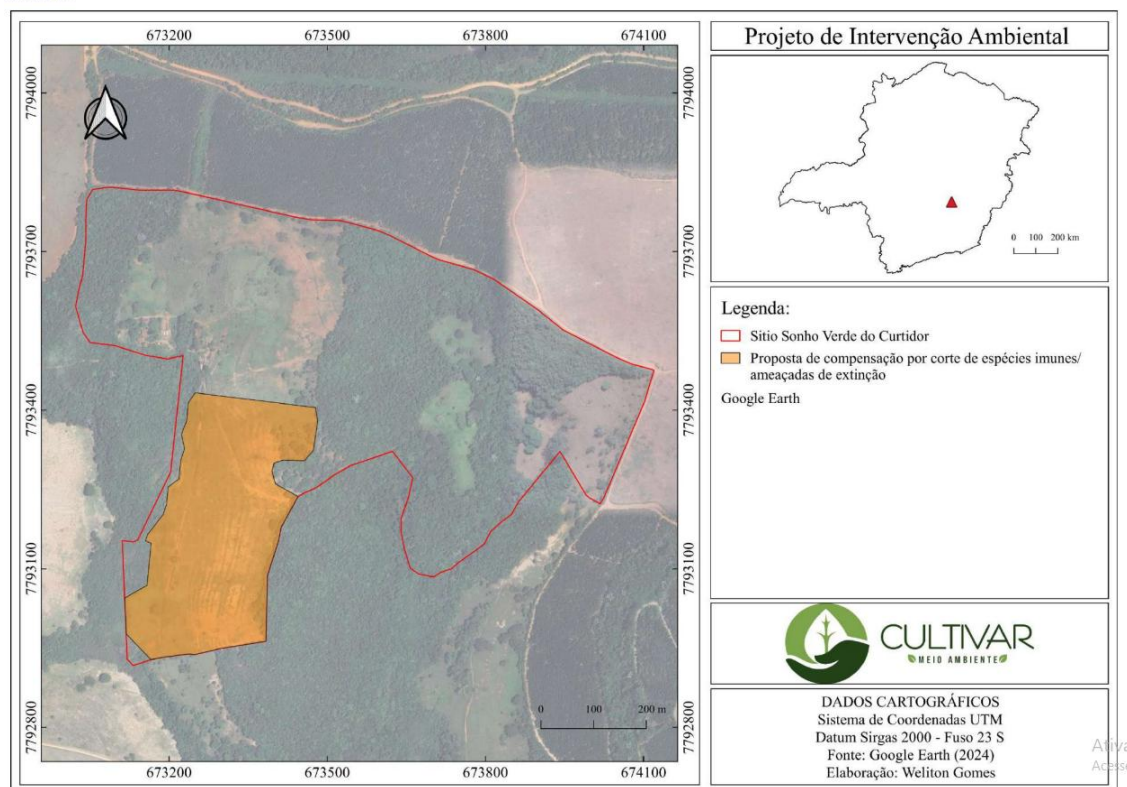 673200 673500 673800 674100
7794000 7794000
7793700 7793700
7793400 7793400
7793100 7793100
7792800 7792800
0 100 200 m
673200 673500 673800 674100
Projeto de Intervenção Ambiental
0 100 200 km
Legenda:
Sitio Sonho Verde do Curtidor
Proposta de compensação por corte de espécies imunes/
ameaçadas de extinção
Google Earth
CULTIVAR
MEIO AMBIENTE
DADOS CARTOGRÁFICOS
Sistema de Coordenadas UTM
Datum Sirgas 2000 - Fuso 23 S
Fonte: Google Earth (2024)
Elaboração: Weliton Gomes